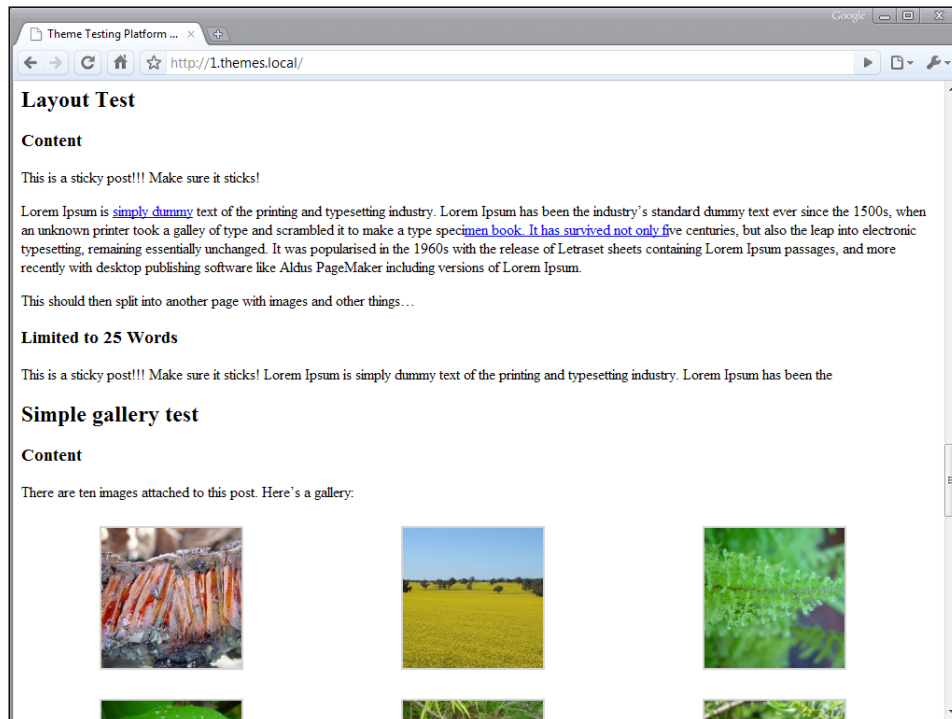 Google
Theme Testing Platform ...
http://1.themes.local/
Layout Test
Content
This is a sticky post!!! Make sure it sticks!
Lorem Ipsum is simply dummy text of the printing and typesetting industry. Lorem Ipsum has been the industry’s standard dummy text ever since the 1500s, when
an unknown printer took a galley of type and scrambled it to make a type specimen book. It has survived not only five centuries, but also the leap into electronic
typesetting, remaining essentially unchanged. It was popularised in the 1960s with the release of Letraset sheets containing Lorem Ipsum passages, and more
recently with desktop publishing software like Aldus PageMaker including versions of Lorem Ipsum.
This should then split into another page with images and other things…
Limited to 25 Words
This is a sticky post!!! Make sure it sticks! Lorem Ipsum is simply dummy text of the printing and typesetting industry. Lorem Ipsum has been the
Simple gallery test
Content
There are ten images attached to this post. Here’s a gallery: